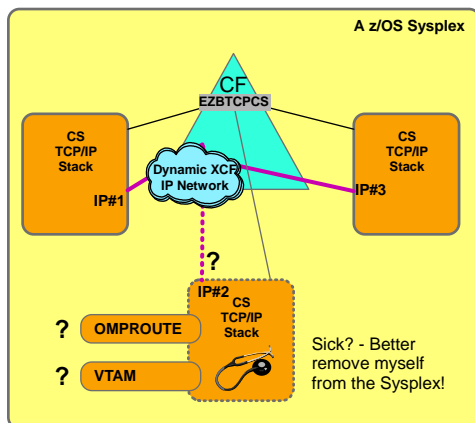 A z/OS Sysplex
CF
EZBTCPCS
CS
TCP/IP
Stack
IP#1
Dynamic XCF
IP Network
CS
TCP/IP
Stack
IP#3
?
IP#2
CS
TCP/IP
Stack
? OMPROUTE
? VTAM
Sick? - Better
remove myself
from the Sysplex!